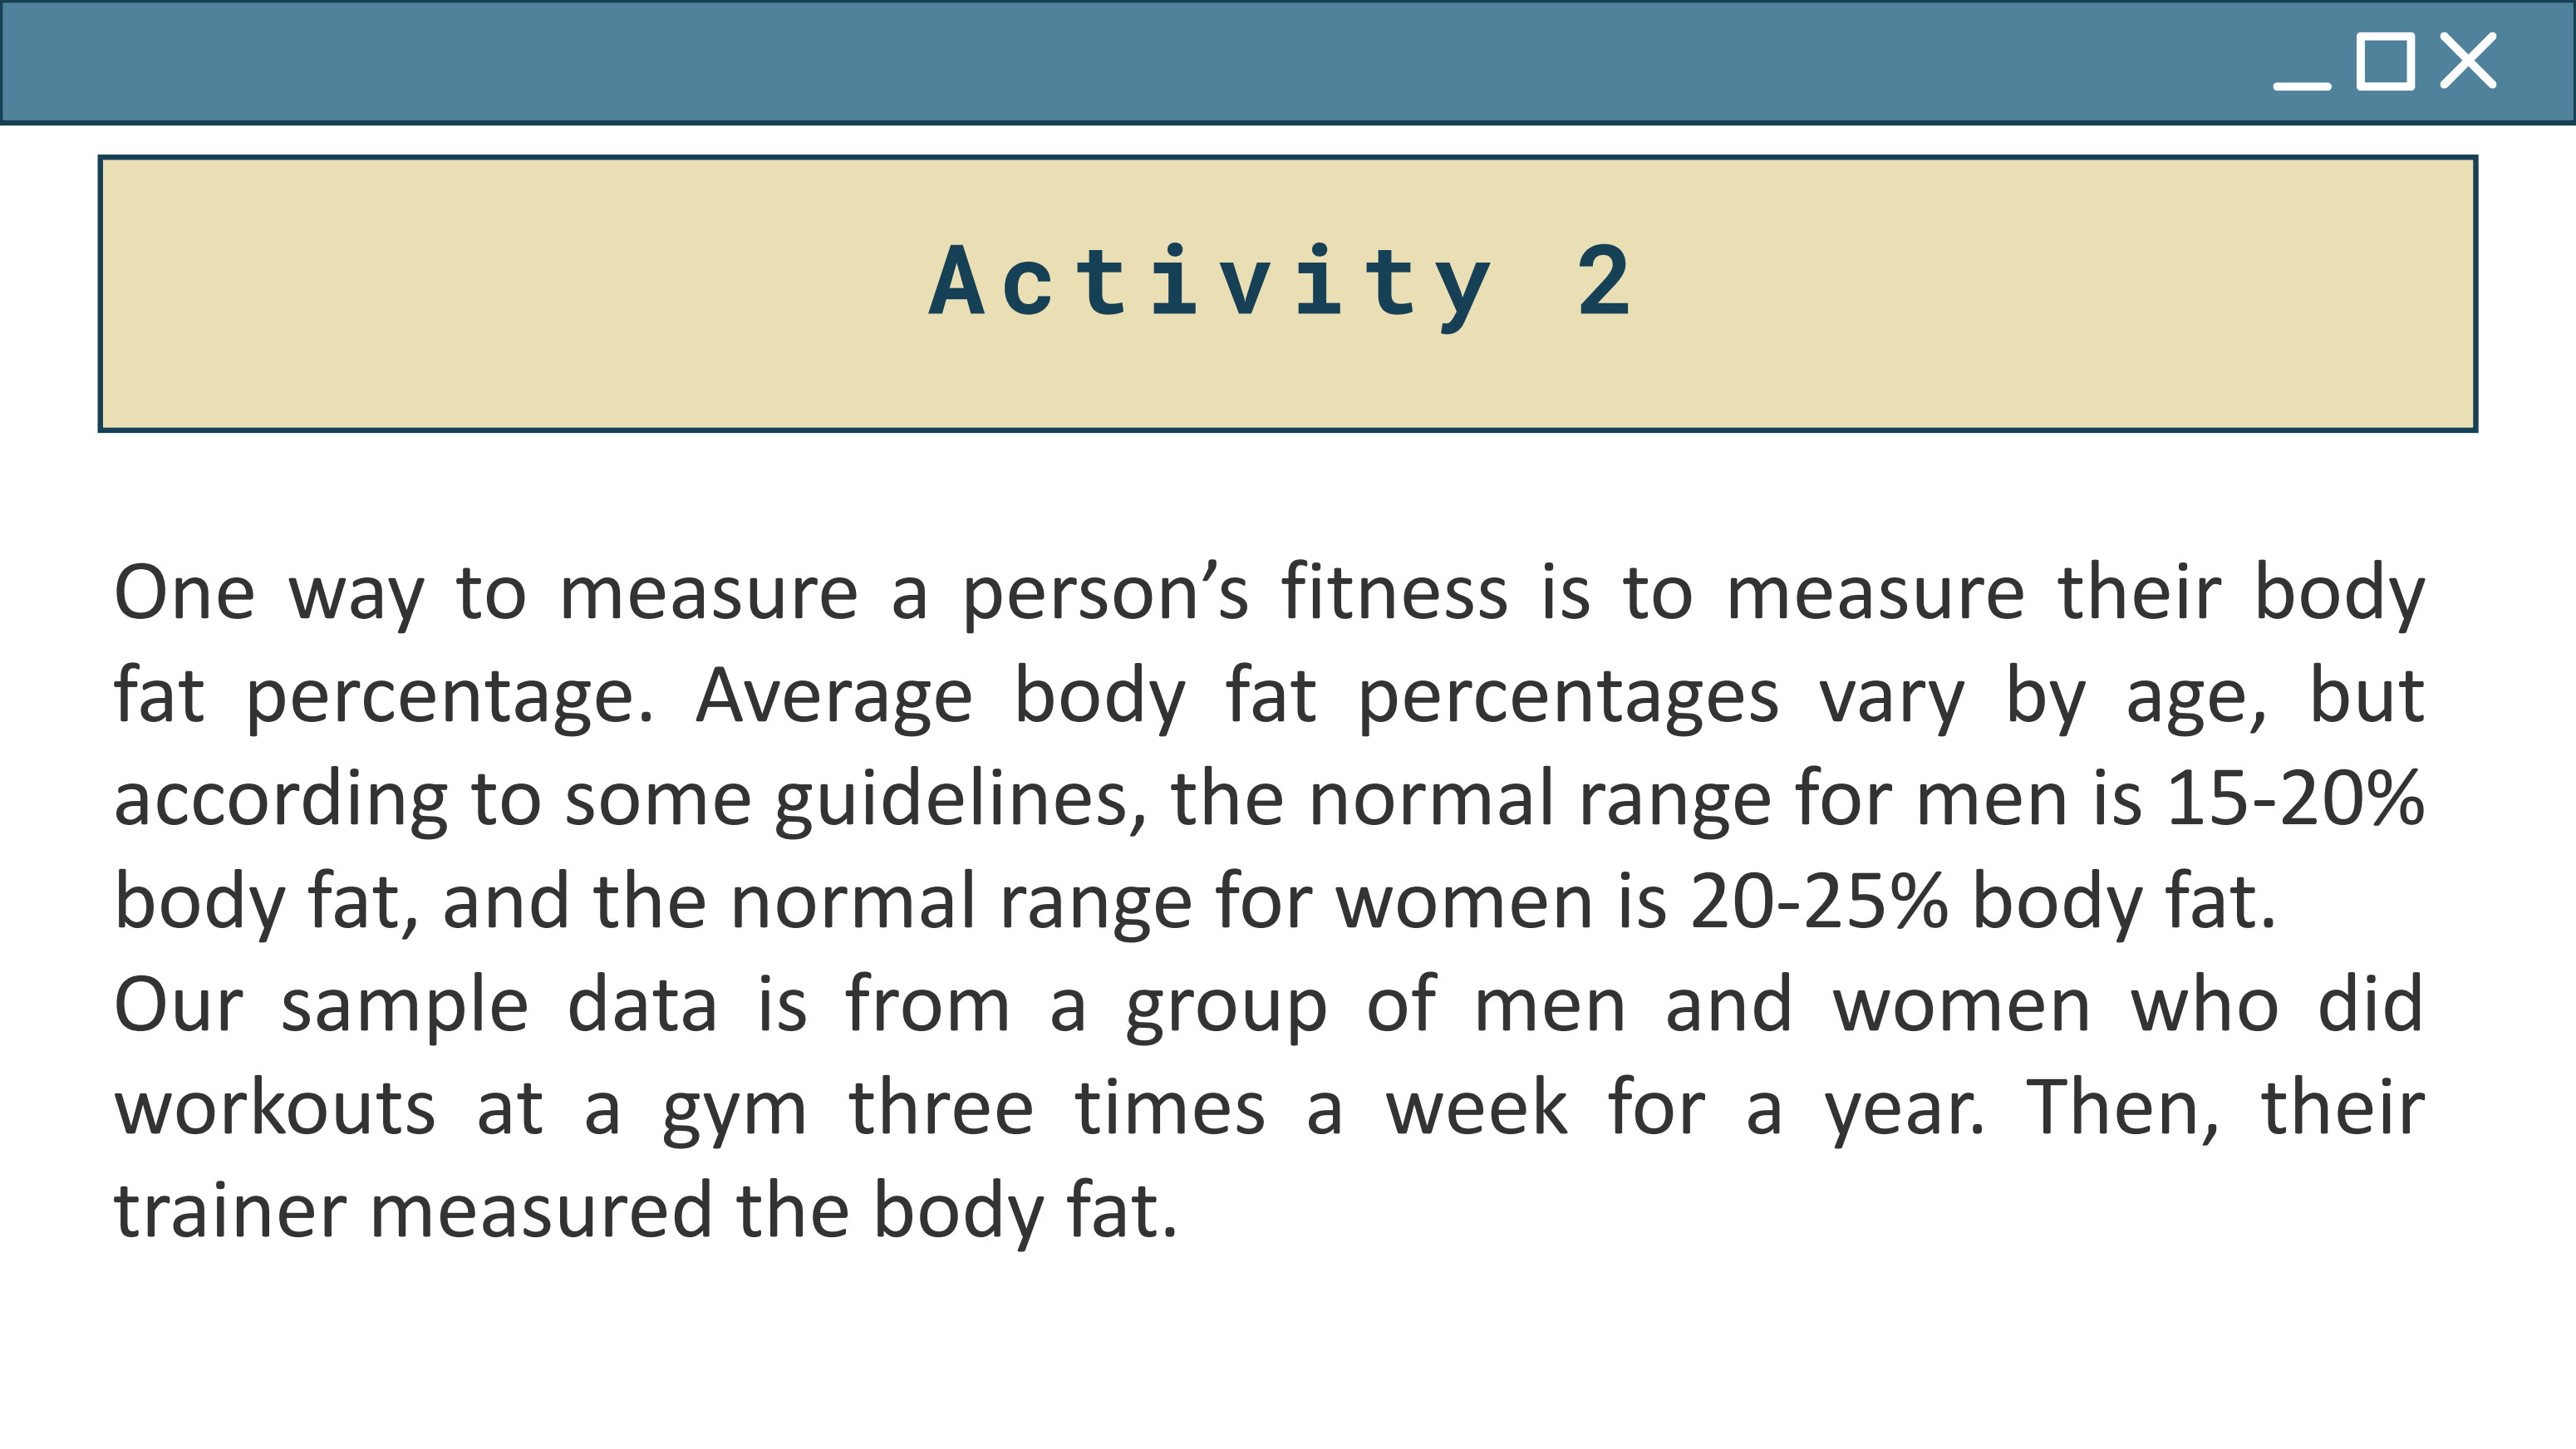 Activity 2
One way to measure a person’s fitness is to measure their body
fat percentage. Average body fat percentages vary by age, but
according to some guidelines, the normal range for men is 15-20%
body fat, and the normal range for women is 20-25% body fat.
Our sample data is from a group of men and women who did
workouts at a gym three times a week for a year. Then, their
trainer measured the body fat.